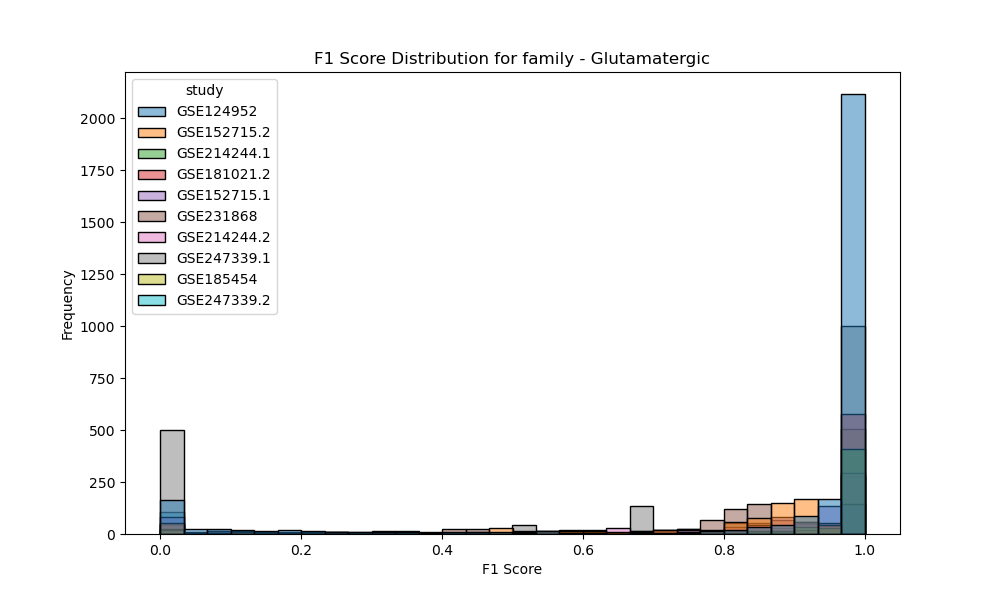 F1 Score Distribution for family - Glutamatergic
study
GSE124952
GSE152715.2
GSE214244.1
GSE181021.2
GSE152715.1
GSE231868
GSE214244.2
GSE247339.1
GSE185454
GSE247339.2
Frequency
2000
1750
1500
1250
1000
750
500
250
0
0.0 0.2 0.4 0.6 0.8 1.0
F1 Score